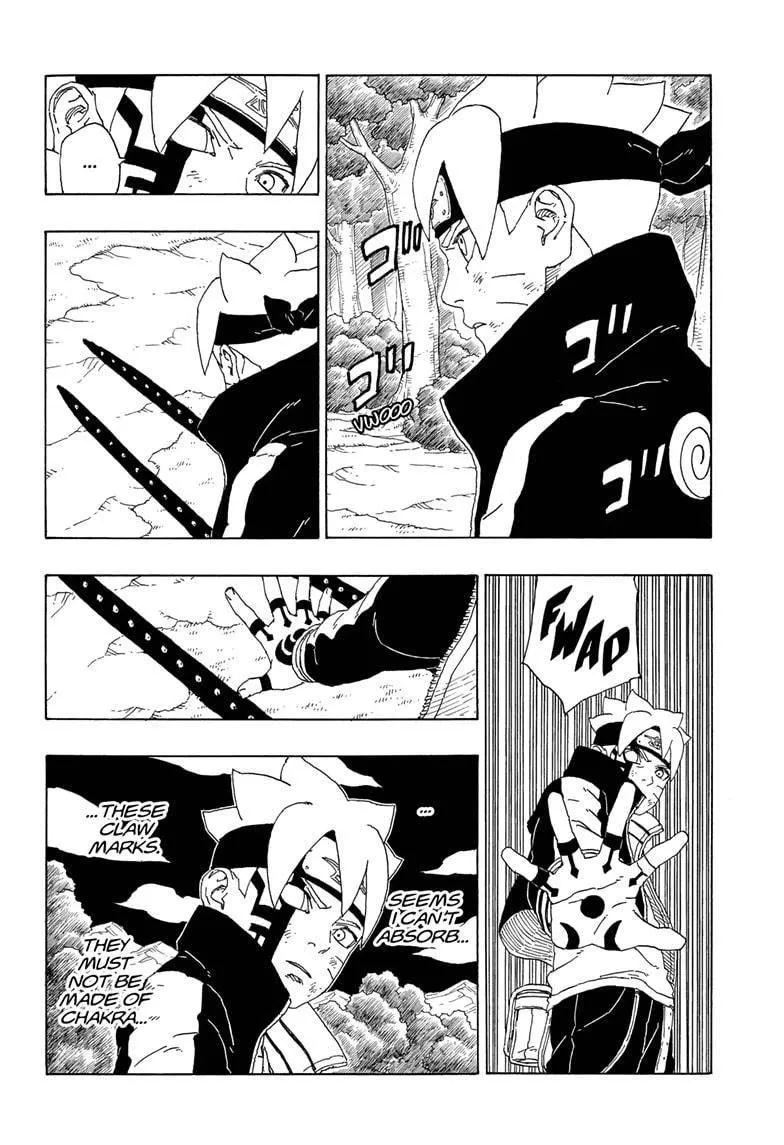 ...
ゴ
ゴ
VWOOO
ゴ
ゴ
FWAP
...
SEEMS
I CAN'T
ABSORB...
...THESE
CLAW
MARKS.
THEY
MUST
NOT BE
MADE OF
CHAKRA...